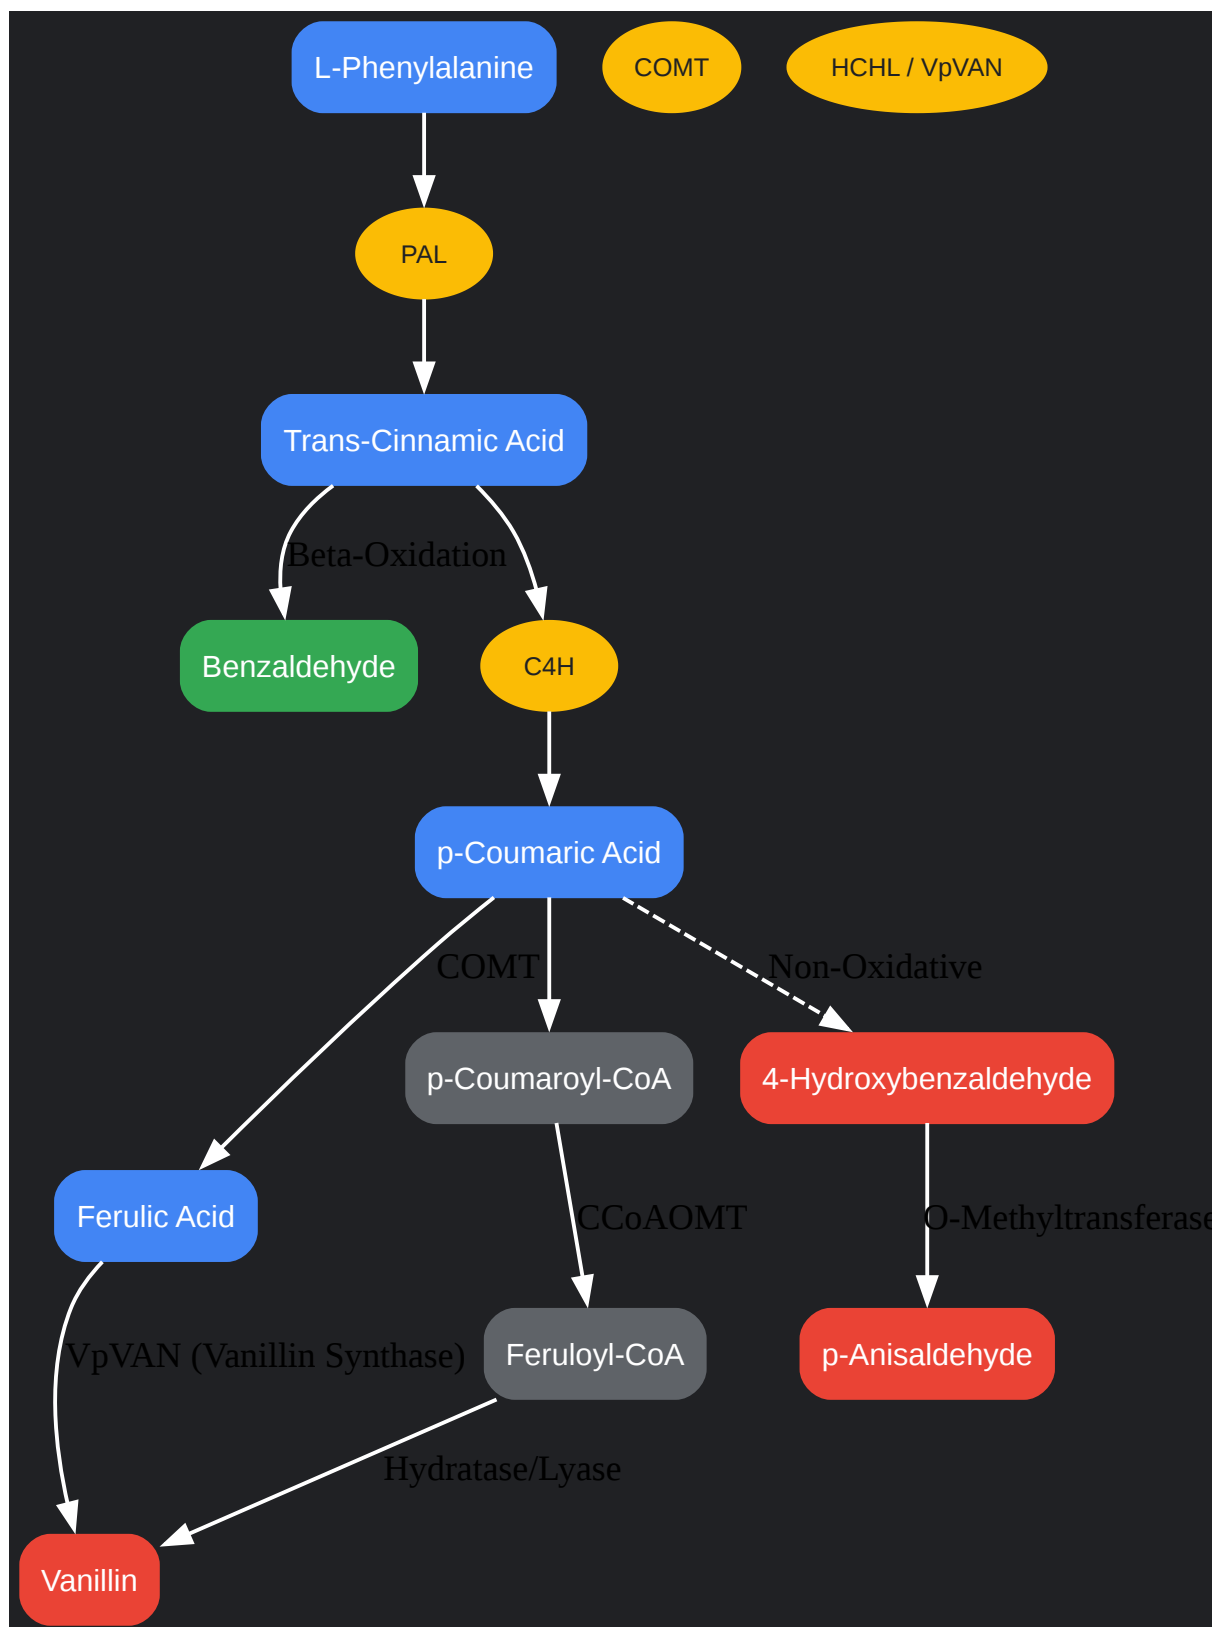 L-Phenylalanine
COMT
HCHL / VpVAN
PAL
Trans-Cinnamic Acid
Beta-Oxidation
Benzaldehyde
C4H
p-Coumaric Acid
COMT
Non-Oxidative
p-Coumaroyl-CoA
4-Hydroxybenzaldehyde
Ferulic Acid
CCoAOMT
O-Methyltransferase
VpVAN (Vanillin Synthase)
Feruloyl-CoA
p-Anisaldehyde
Hydratase/Lyase
Vanillin